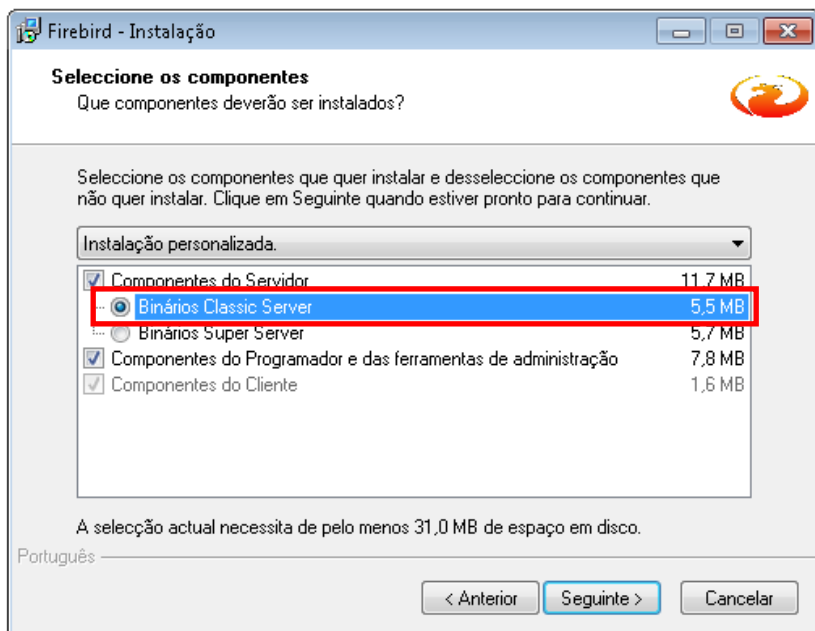 Firebird - Instalação
Seleccione os componentes
Que componentes deverão ser instalados?
Seleccione os componentes que quer instalar e desseleccione os componentes que
não quer instalar. Clique em Seguinte quando estiver pronto para continuar.
Instalação personalizada.
Componentes do Servidor 11,7 MB
Binários Classic Server 5,5 MB
Binários Super Server 5,7 MB
Componentes do Programador e das ferramentas de administração 7,8 MB
Componentes do Cliente 1,6 MB
A selecção actual necessita de pelo menos 31,0 MB de espaço em disco.
Português
< Anterior Seguinte > Cancelar